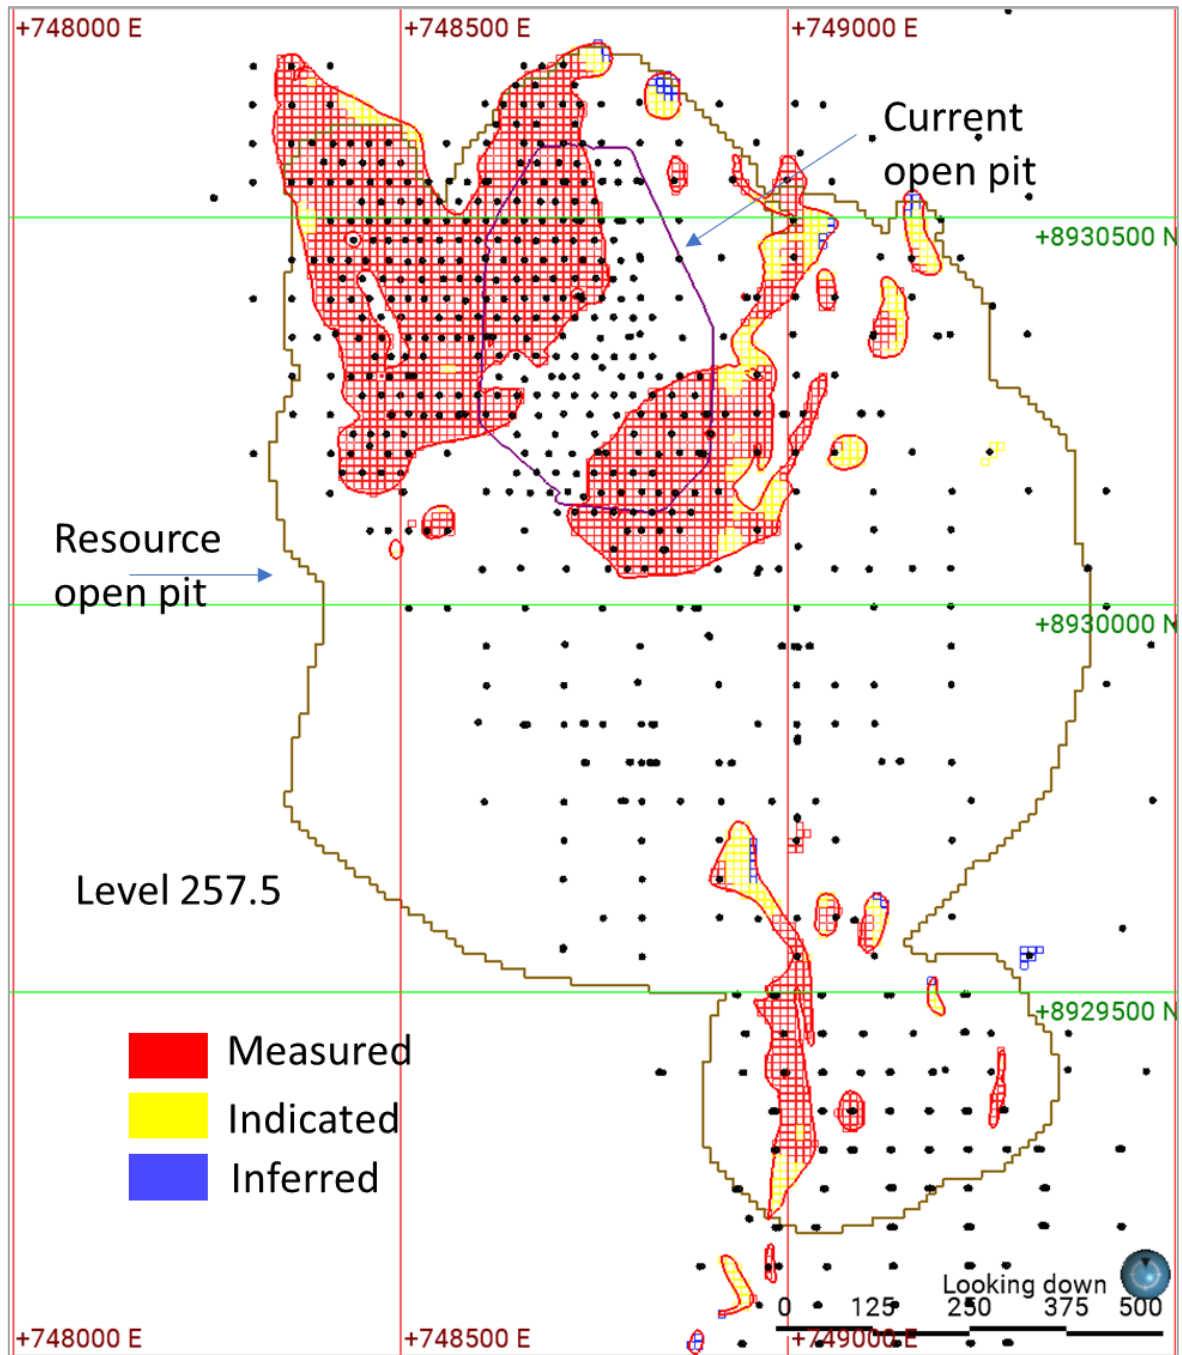 +748000 E
+748500 E
+749000 E
Current
open pit
+8930500 N
Resource
open pit
+8930000 N
Level 257.5
+8929500 N
Measured
Indicated
Inferred
Looking down
0 125 250 375 500
+748000 E
+748500 E
+749000 E